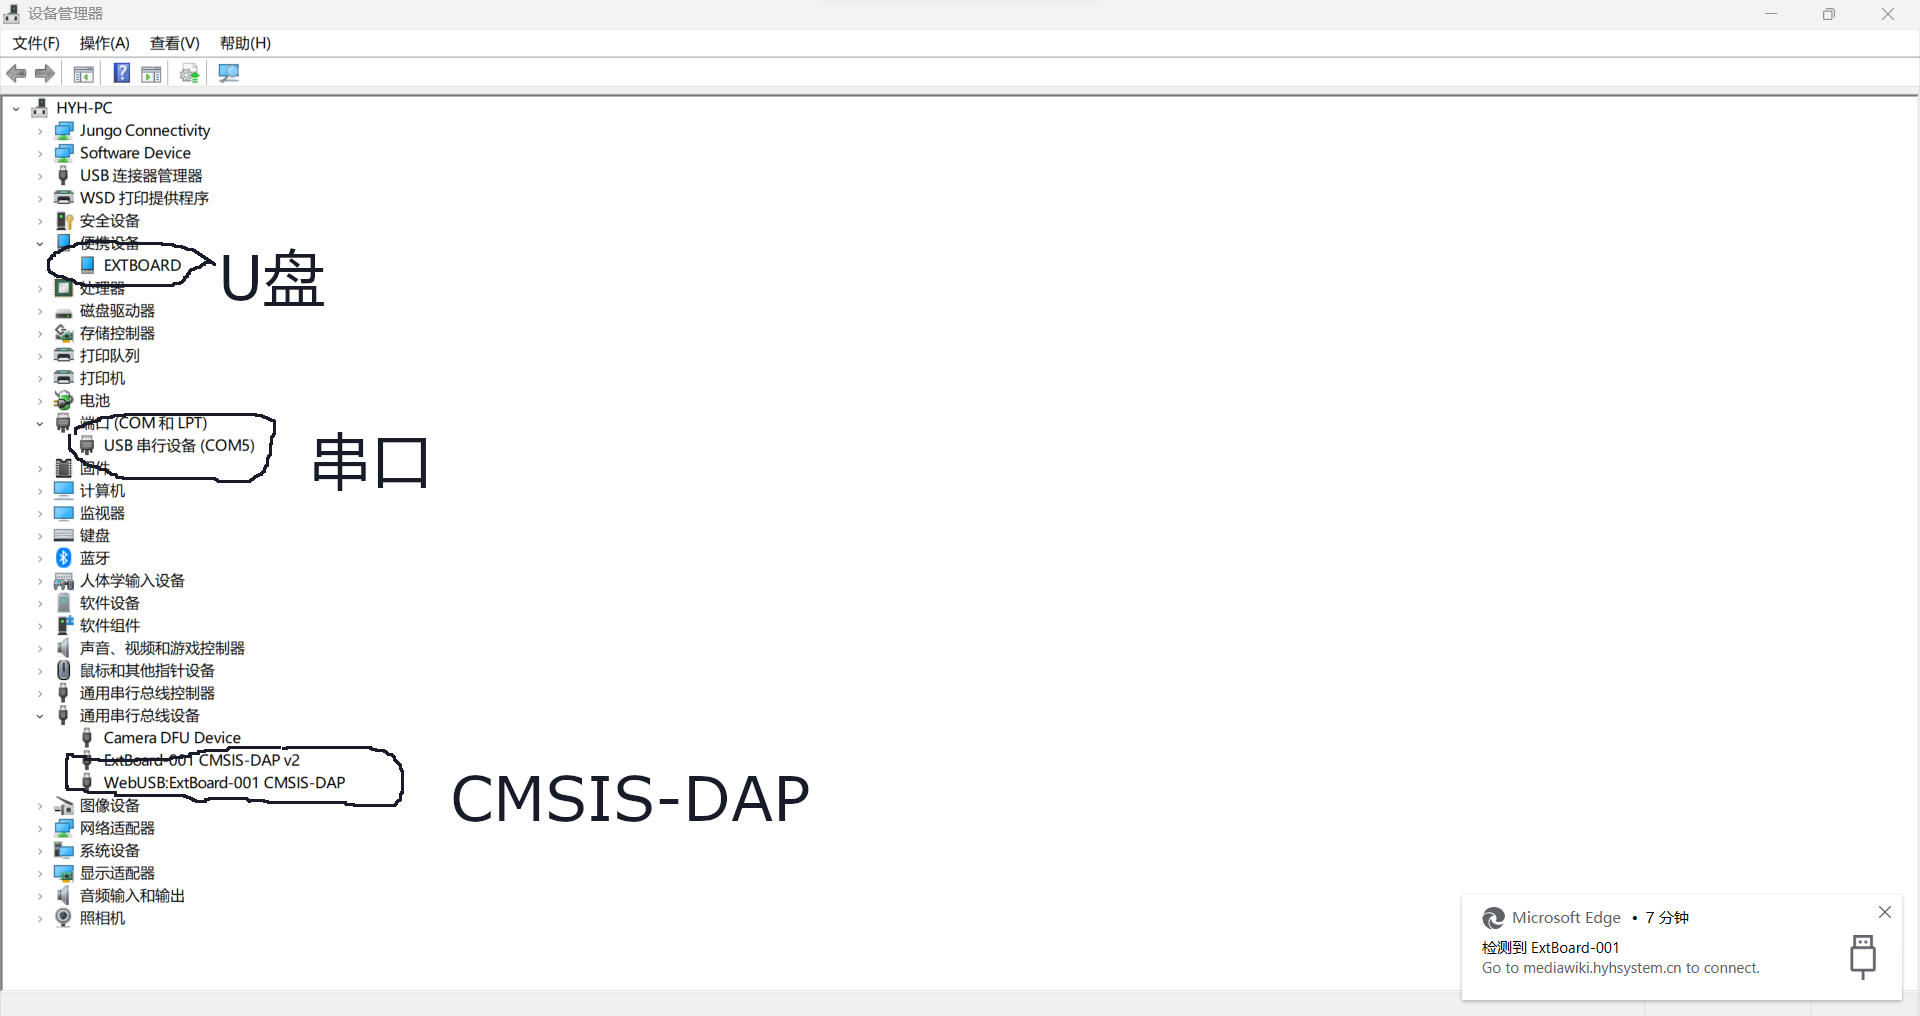 设备管理器
文件(F) 操作(A) 查看(V) 帮助(H)
HYH-PC
Jungo Connectivity
Software Device
USB 连接器管理器
WSD 打印提供程序
安全设备
便携设备
EXTBOARD
U盘
处理器
磁盘驱动器
存储控制器
打印队列
打印机
电池
端口 (COM 和 LPT)
USB 串行设备 (COM5)
串口
固件
计算机
监视器
键盘
蓝牙
人体学输入设备
软件设备
软件组件
声音、视频和游戏控制器
鼠标和其他指针设备
通用串行总线控制器
通用串行总线设备
Camera DFU Device
ExtBoard-001 CMSIS-DAP v2
WebUSB:ExtBoard-001 CMSIS-DAP
CMSIS-DAP
图像设备
网络适配器
系统设备
显示适配器
音频输入和输出
照相机
Microsoft Edge • 7 分钟
检测到 ExtBoard-001
Go to mediawiki.hyhsystem.cn to connect.